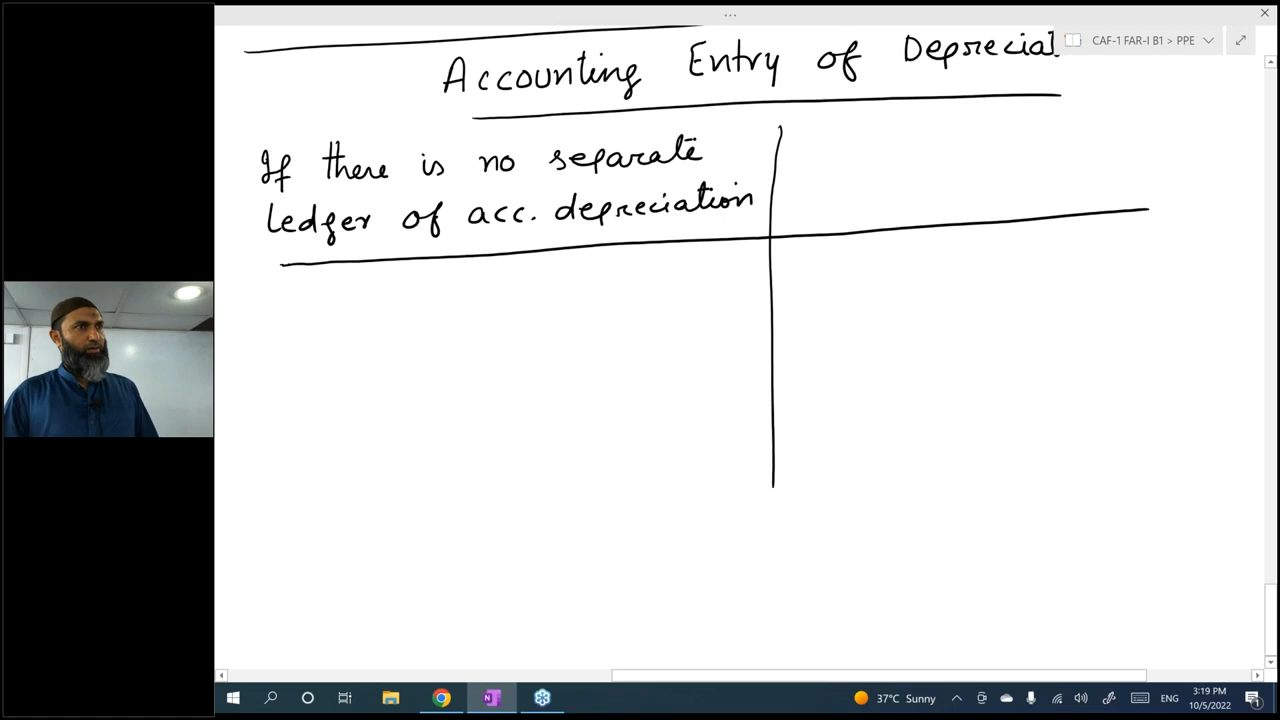 CAF-1 FAR-I B1 > PPE
Accounting Entry of Depreciat
If there is no separate
ledger of acc. depreciation
37°C Sunny
ENG
3:19 PM
10/5/2022
1